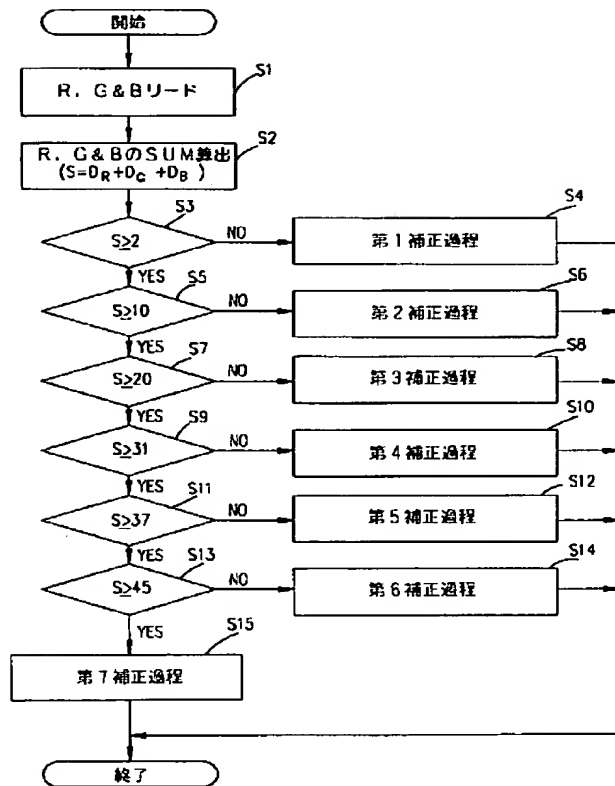 開始
S1
R, G&Bリード
S2
R, G&BのSUM算出
(S=DR+DG+DB)
S3
S≥2
NO
S4
第1補正過程
YES
S5
S≥10
NO
S6
第2補正過程
YES
S7
S≥20
NO
S8
第3補正過程
YES
S9
S≥31
NO
S10
第4補正過程
YES
S11
S≥37
NO
S12
第5補正過程
YES
S13
S≥45
NO
S14
第6補正過程
YES
S15
第7補正過程
終了